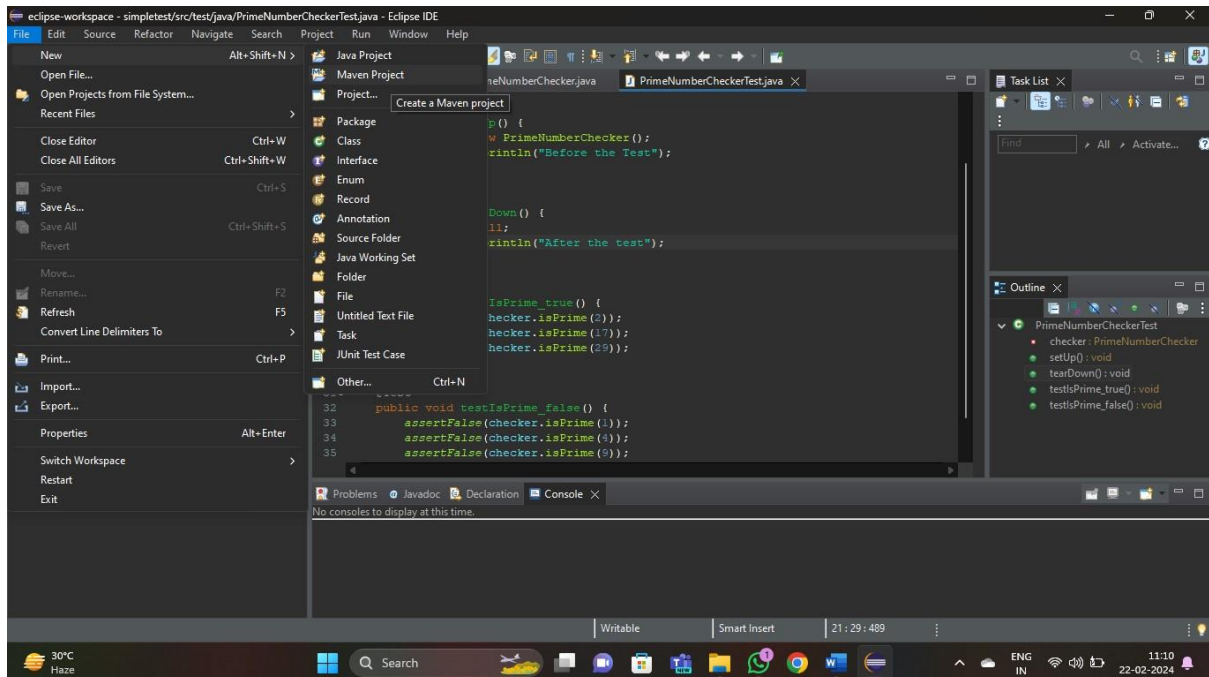 eclipse-workspace - simpletest/src/test/java/PrimeNumberCheckerTest.java - Eclipse IDE
File Edit Source Refactor Navigate Search Project Run Window Help
New Alt+Shift+N >
Open File...
Open Projects from File System...
Recent Files >
Close Editor Ctrl+W
Close All Editors Ctrl+Shift+W
Save Ctrl+S
Save As...
Save All Ctrl+Shift+S
Revert
Move...
Rename... F2
Refresh F5
Convert Line Delimiters To >
Print... Ctrl+P
Import...
Export...
Properties Alt+Enter
Switch Workspace >
Restart
Exit
Java Project
Maven Project
Project...
Create a Maven project
Package
Class
Interface
Enum
Record
Annotation
Source Folder
Java Working Set
Folder
File
Untitled Text File
Task
JUnit Test Case
Other... Ctrl+N
meNumberChecker.java PrimeNumberCheckerTest.java
p() {
w PrimeNumberChecker();
rintln("Before the Test");
Down() {
ll;
rintln("After the test");
IsPrime_true() {
hecker.isPrime(2));
hecker.isPrime(17));
hecker.isPrime(29));
32 public void testIsPrime_false() {
33 assertFalse(checker.isPrime(1));
34 assertFalse(checker.isPrime(4));
35 assertFalse(checker.isPrime(9));
Task List
Find All Activate...
Outline
PrimeNumberCheckerTest
checker : PrimeNumberChecker
setUp() : void
tearDown() : void
testIsPrime_true() : void
testIsPrime_false() : void
Problems Javadoc Declaration Console
No consoles to display at this time.
Writable Smart Insert 21 : 29 : 489
30°C
Haze
Search
ENG
IN
11:10
22-02-2024